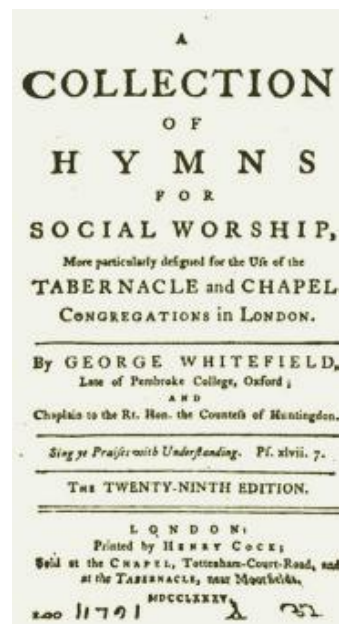 A
COLLECTION
OF
HYMNS
FOR
SOCIAL WORSHIP,
More particularly deſigned for the Uſe of the
TABERNACLE and CHAPEL
CONGREGATIONS in LONDON.
By GEORGE WHITEFIELD,
Late of Pembroke College, Oxford;
AND
Chaplain to the Rt. Hon. the Counteſs of Huntingdon.
Sing ye Praiſes with Underſtanding. Pſ. xlvii. 7.
THE TWENTY-NINTH EDITION.
LONDON:
Printed by HENRY COCK;
Sold at the CHAPEL, Tottenham-Court-Road, and
at the TABERNACLE, near Moorfields.
MDCCLXXXV.